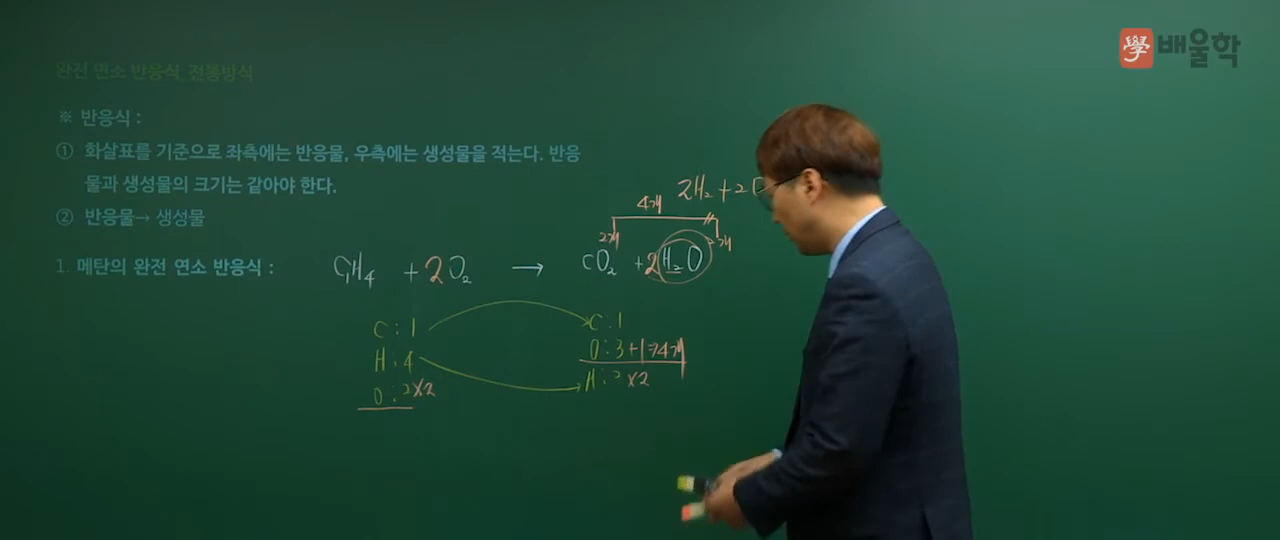 學 배울학
완전 연소 반응식_전통방식
※ 반응식 :
① 화살표를 기준으로 좌측에는 반응물, 우측에는 생성물을 적는다. 반응
물과 생성물의 크기는 같아야 한다.
② 반응물→ 생성물
2H₂ + 2
4개
2개 2개
1. 메탄의 완전 연소 반응식 : CH₄ + 2O₂ → CO₂ + 2H₂O
C : 1 C : 1
H : 4 O : 3 + 1 ⇒ 4개
O : 2 x2 H : 2 x2